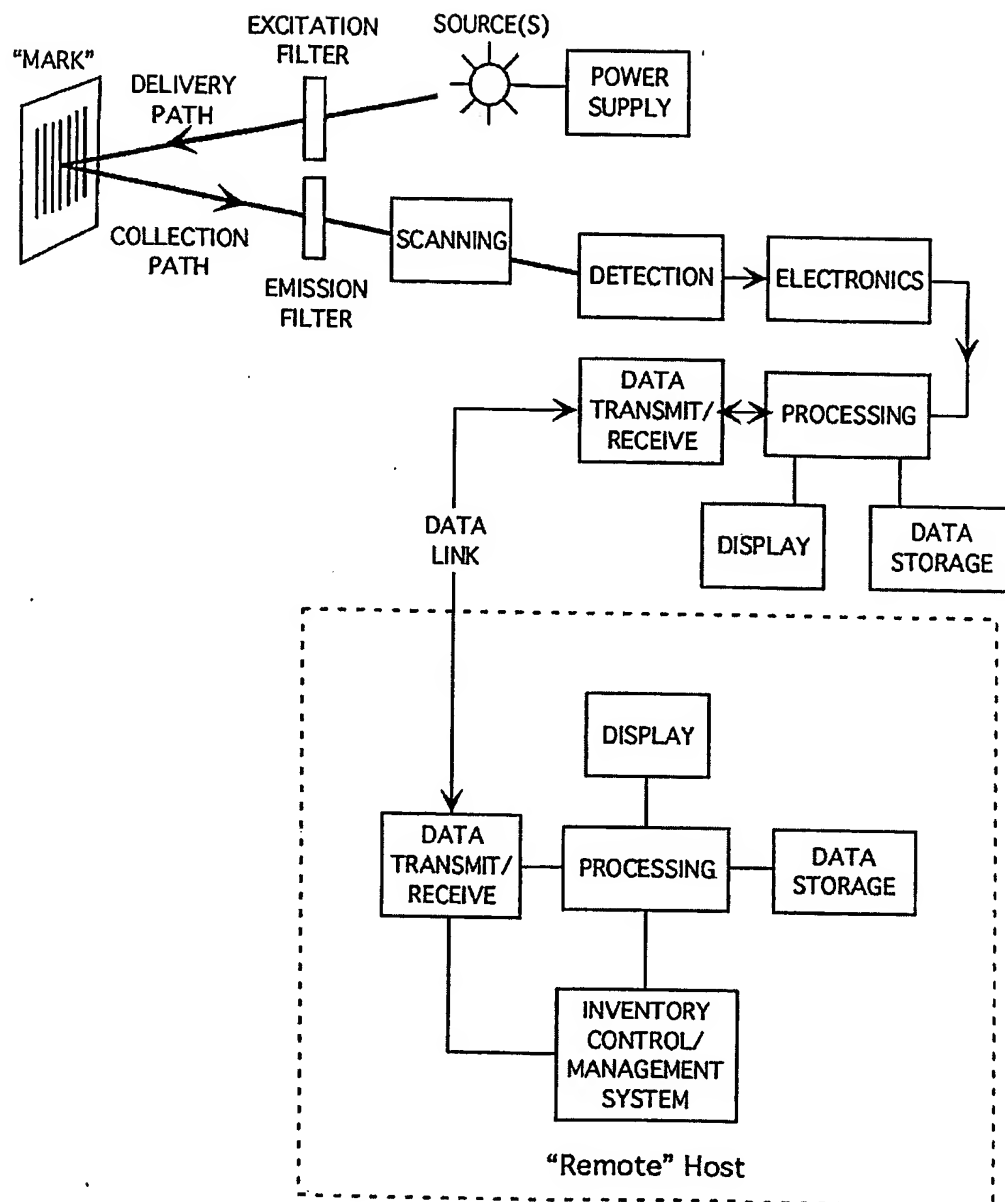 "MARK"
DELIVERY
PATH
EXCITATION
FILTER
SOURCE(S)
POWER
SUPPLY
COLLECTION
PATH
EMISSION
FILTER
SCANNING
DETECTION
ELECTRONICS
DATA
TRANSMIT/
RECEIVE
PROCESSING
DISPLAY
DATA
STORAGE
DATA
LINK
DISPLAY
DATA
TRANSMIT/
RECEIVE
PROCESSING
DATA
STORAGE
INVENTORY
CONTROL/
MANAGEMENT
SYSTEM
"Remote" Host